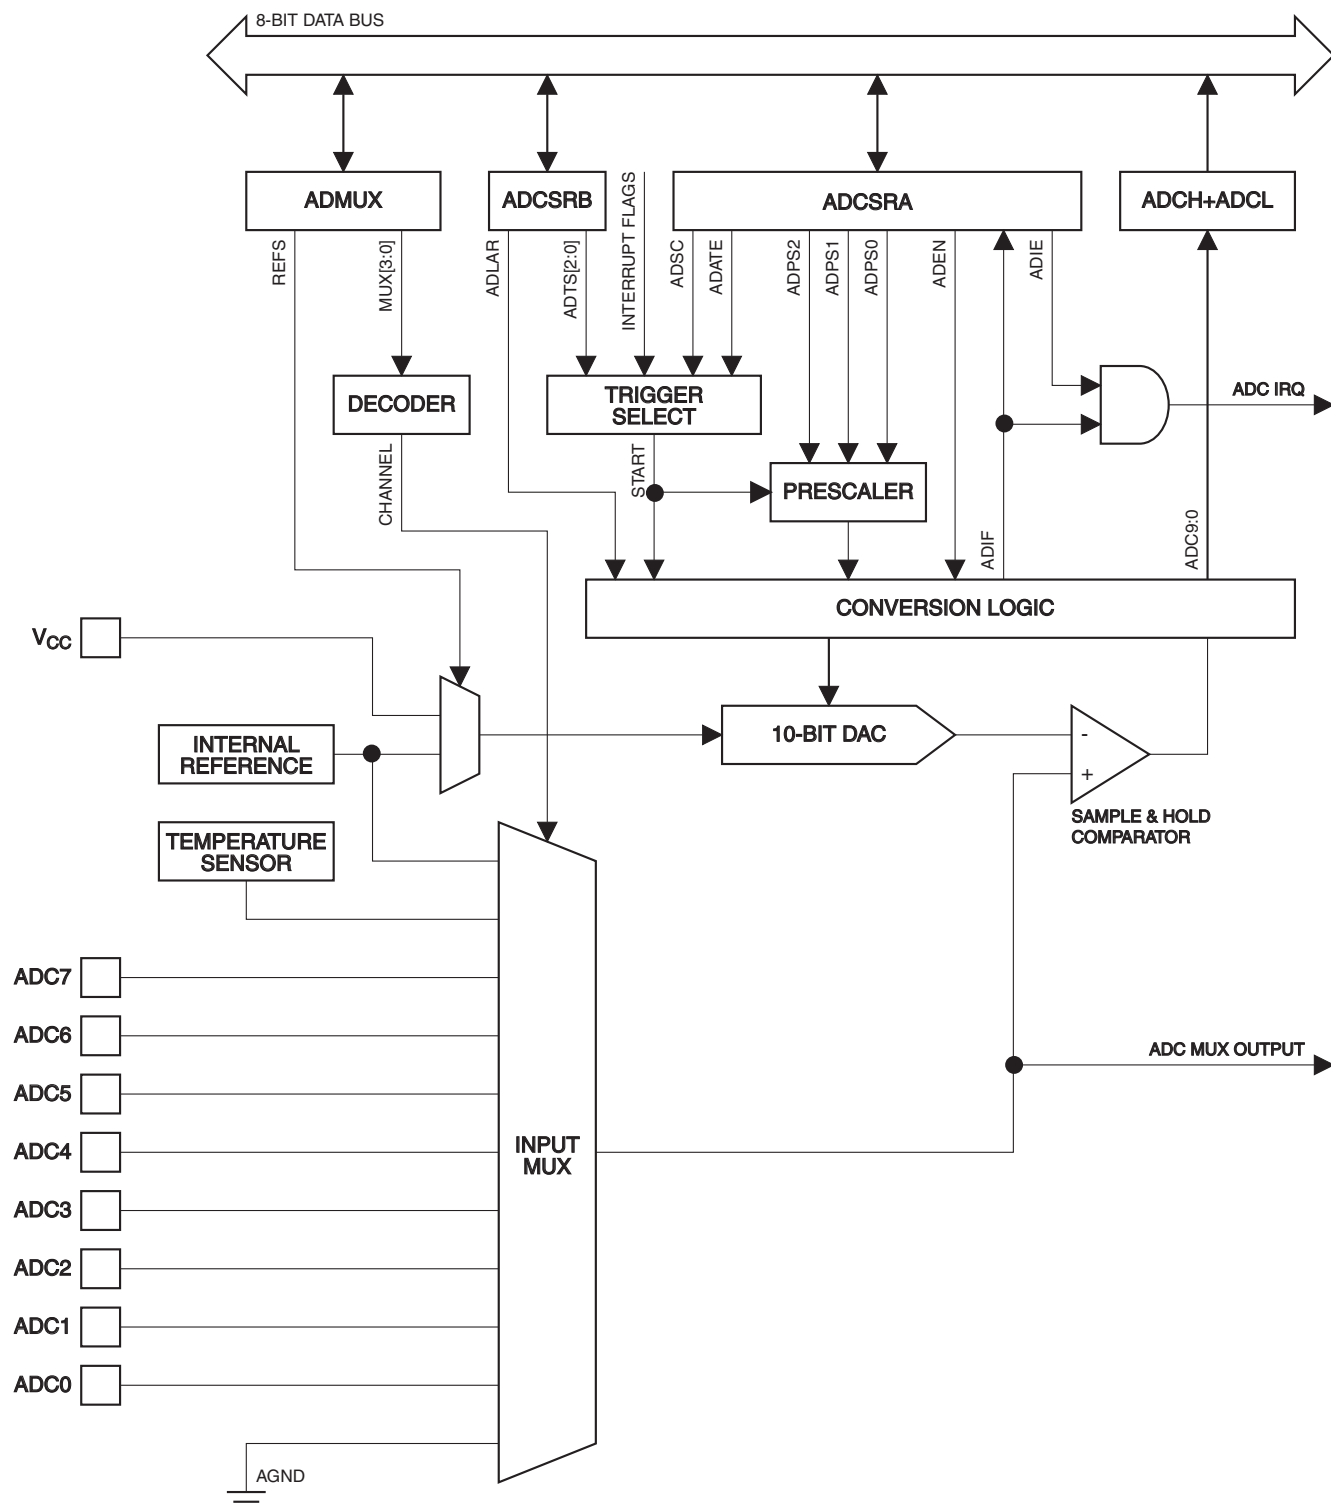 8-BIT DATA BUS
ADMUX
ADCSRB
INTERRUPT FLAGS
ADCSRA
ADCH+ADCL
REFS
MUX[3:0]
ADLAR
ADTS[2:0]
ADSC
ADATE
ADPS2
ADPS1
ADPS0
ADEN
ADIE
DECODER
TRIGGER
SELECT
ADC IRQ
CHANNEL
START
PRESCALER
ADIF
ADC9:0
CONVERSION LOGIC
VCC
INTERNAL
REFERENCE
10-BIT DAC
-
+
SAMPLE & HOLD
COMPARATOR
TEMPERATURE
SENSOR
ADC7
ADC6
ADC5
ADC MUX OUTPUT
ADC4
INPUT
MUX
ADC3
ADC2
ADC1
ADC0
AGND